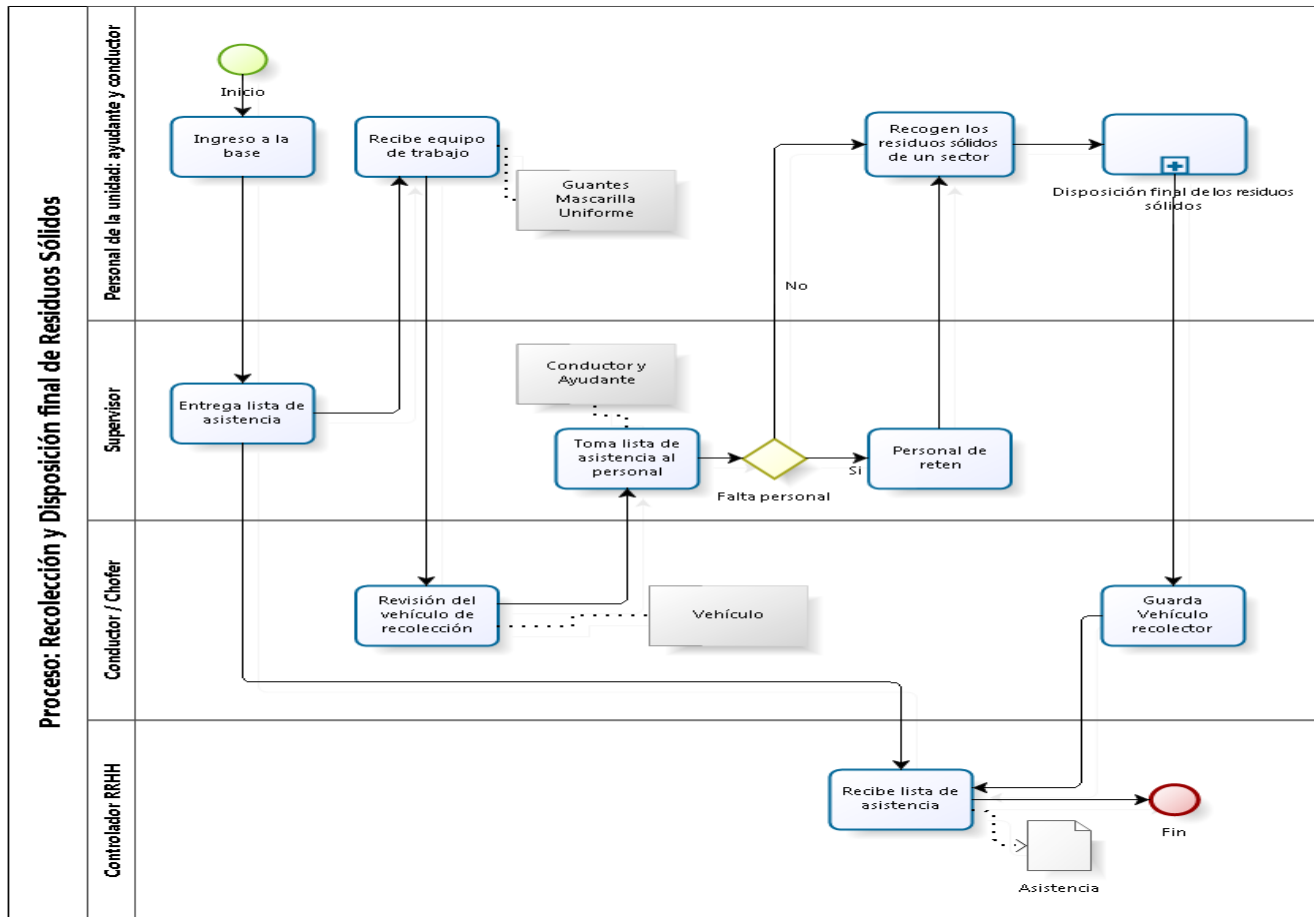 Proceso: Recolección y Disposición final de Residuos Sólidos
Personal de la unidad: ayudante y conductor
Inicio
Ingreso a la
base
Recibe equipo
de trabajo
Guantes
Mascarilla
Uniforme
Recogen los
residuos sólidos
de un sector
Disposición final de los residuos
sólidos
No
Supervisor
Entrega lista de
asistencia
Conductor y
Ayudante
Toma lista de
asistencia al
personal
Falta personal
Si
Personal de
reten
Conductor / Chofer
Revisión del
vehículo de
recolección
Vehículo
Guarda
Vehículo
recolector
Controlador RRHH
Recibe lista de
asistencia
Asistencia
Fin